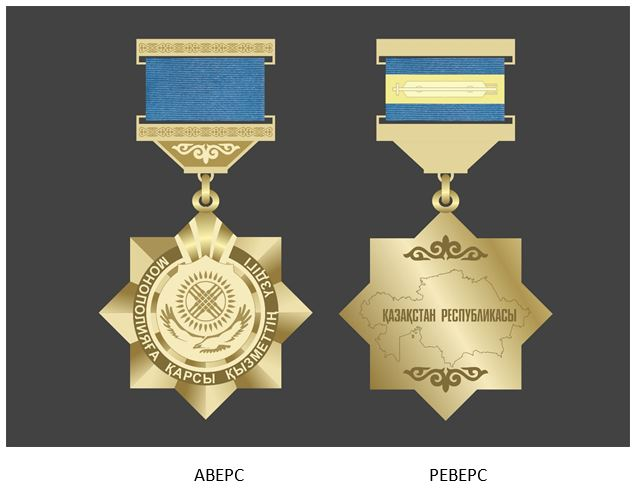 МОНОПОЛИЯҒА ҚАРСЫ ҚЫЗМЕТТІҢ ҮЗДІГІ
ҚАЗАҚСТАН РЕСПУБЛИКАСЫ
АВЕРС
РЕВЕРС